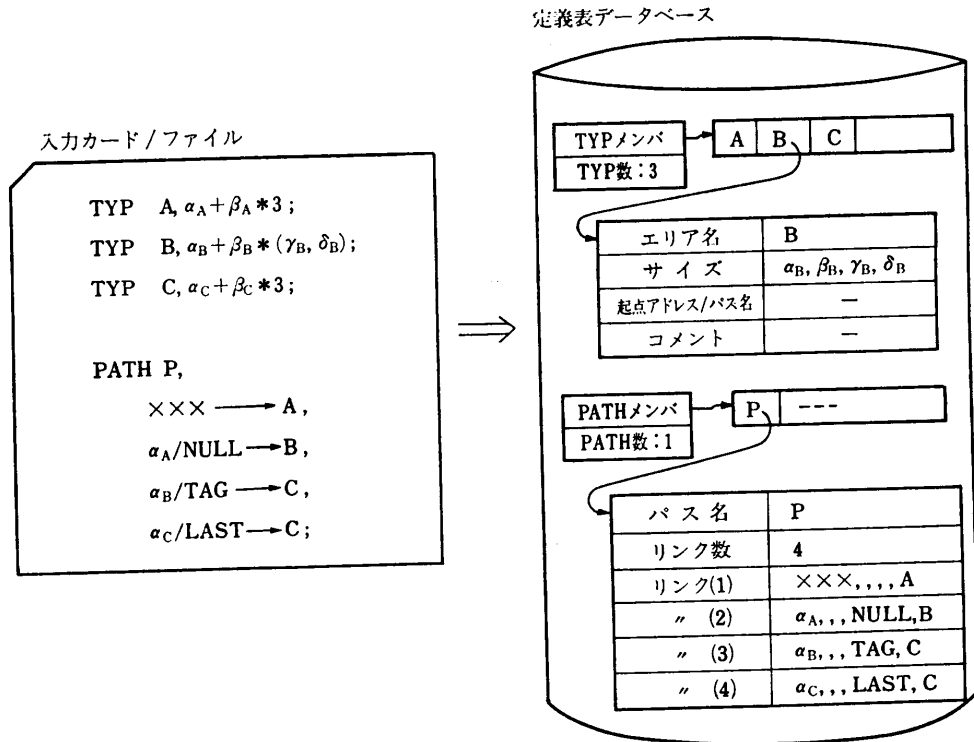 定義表データベース
入力カード/ファイル
TYP A, αA+βA*3;
TYP B, αB+βB*(γB, δB);
TYP C, αC+βC*3;
PATH P,
×××→A,
αA/NULL→B,
αB/TAG→C,
αC/LAST→C;
TYPメンバ A B C
TYP数:3
エリア名 B
サイズ αB, βB, γB, δB
起点アドレス/パス名 —
コメント —
PATHメンバ P ---
PATH数:1
パス名 P
リンク数 4
リンク(1) ×××,,,,A
〃 (2) αA,,,NULL,B
〃 (3) αB,,,TAG,C
〃 (4) αC,,,LAST,C